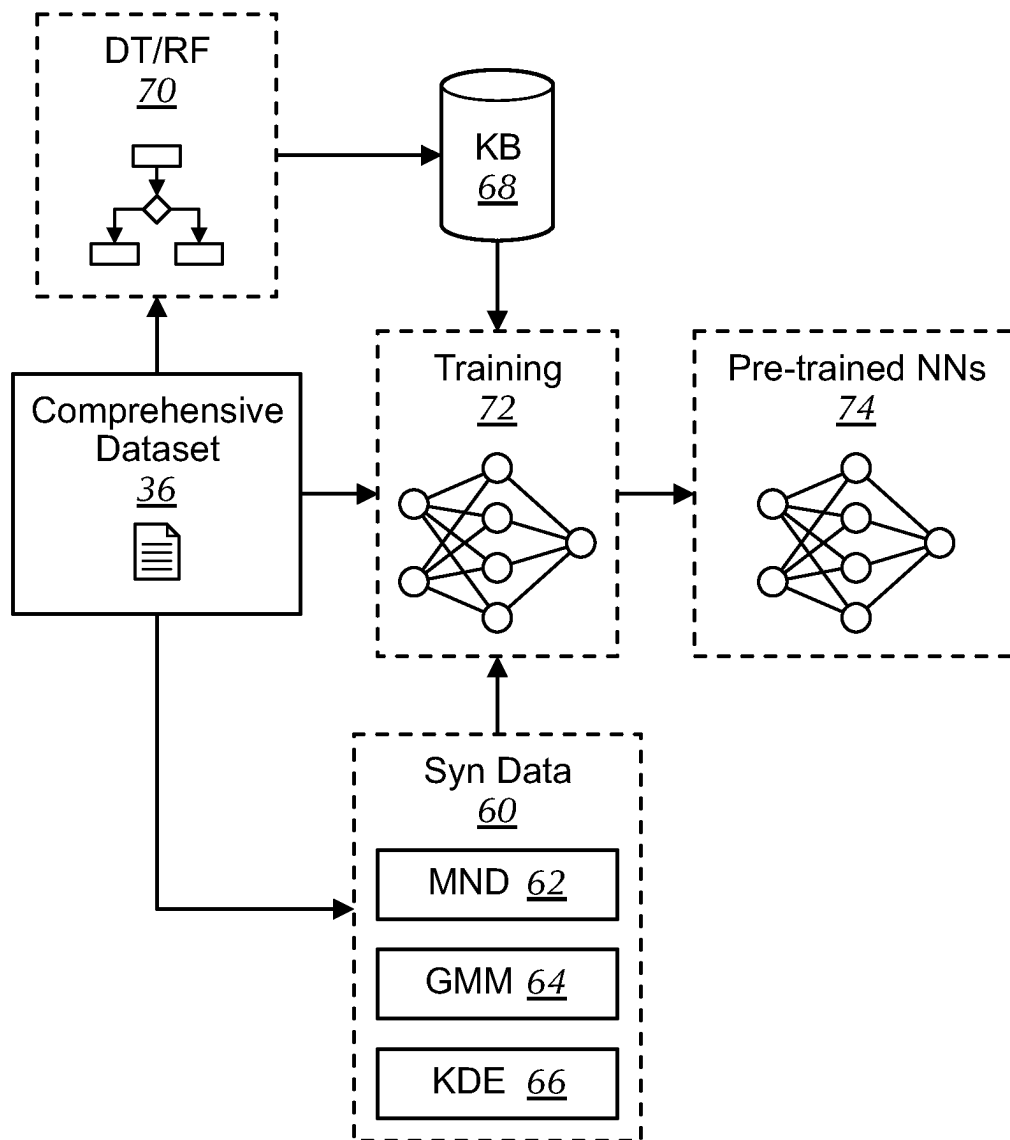 DT/RF
70
KB
68
Comprehensive
Dataset
36
Training
72
Pre-trained NNs
74
Syn Data
60
MND 62
GMM 64
KDE 66